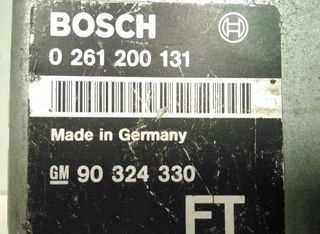 BOSCH
0 261 200 131
Made in Germany
GM 90 324 330
FT